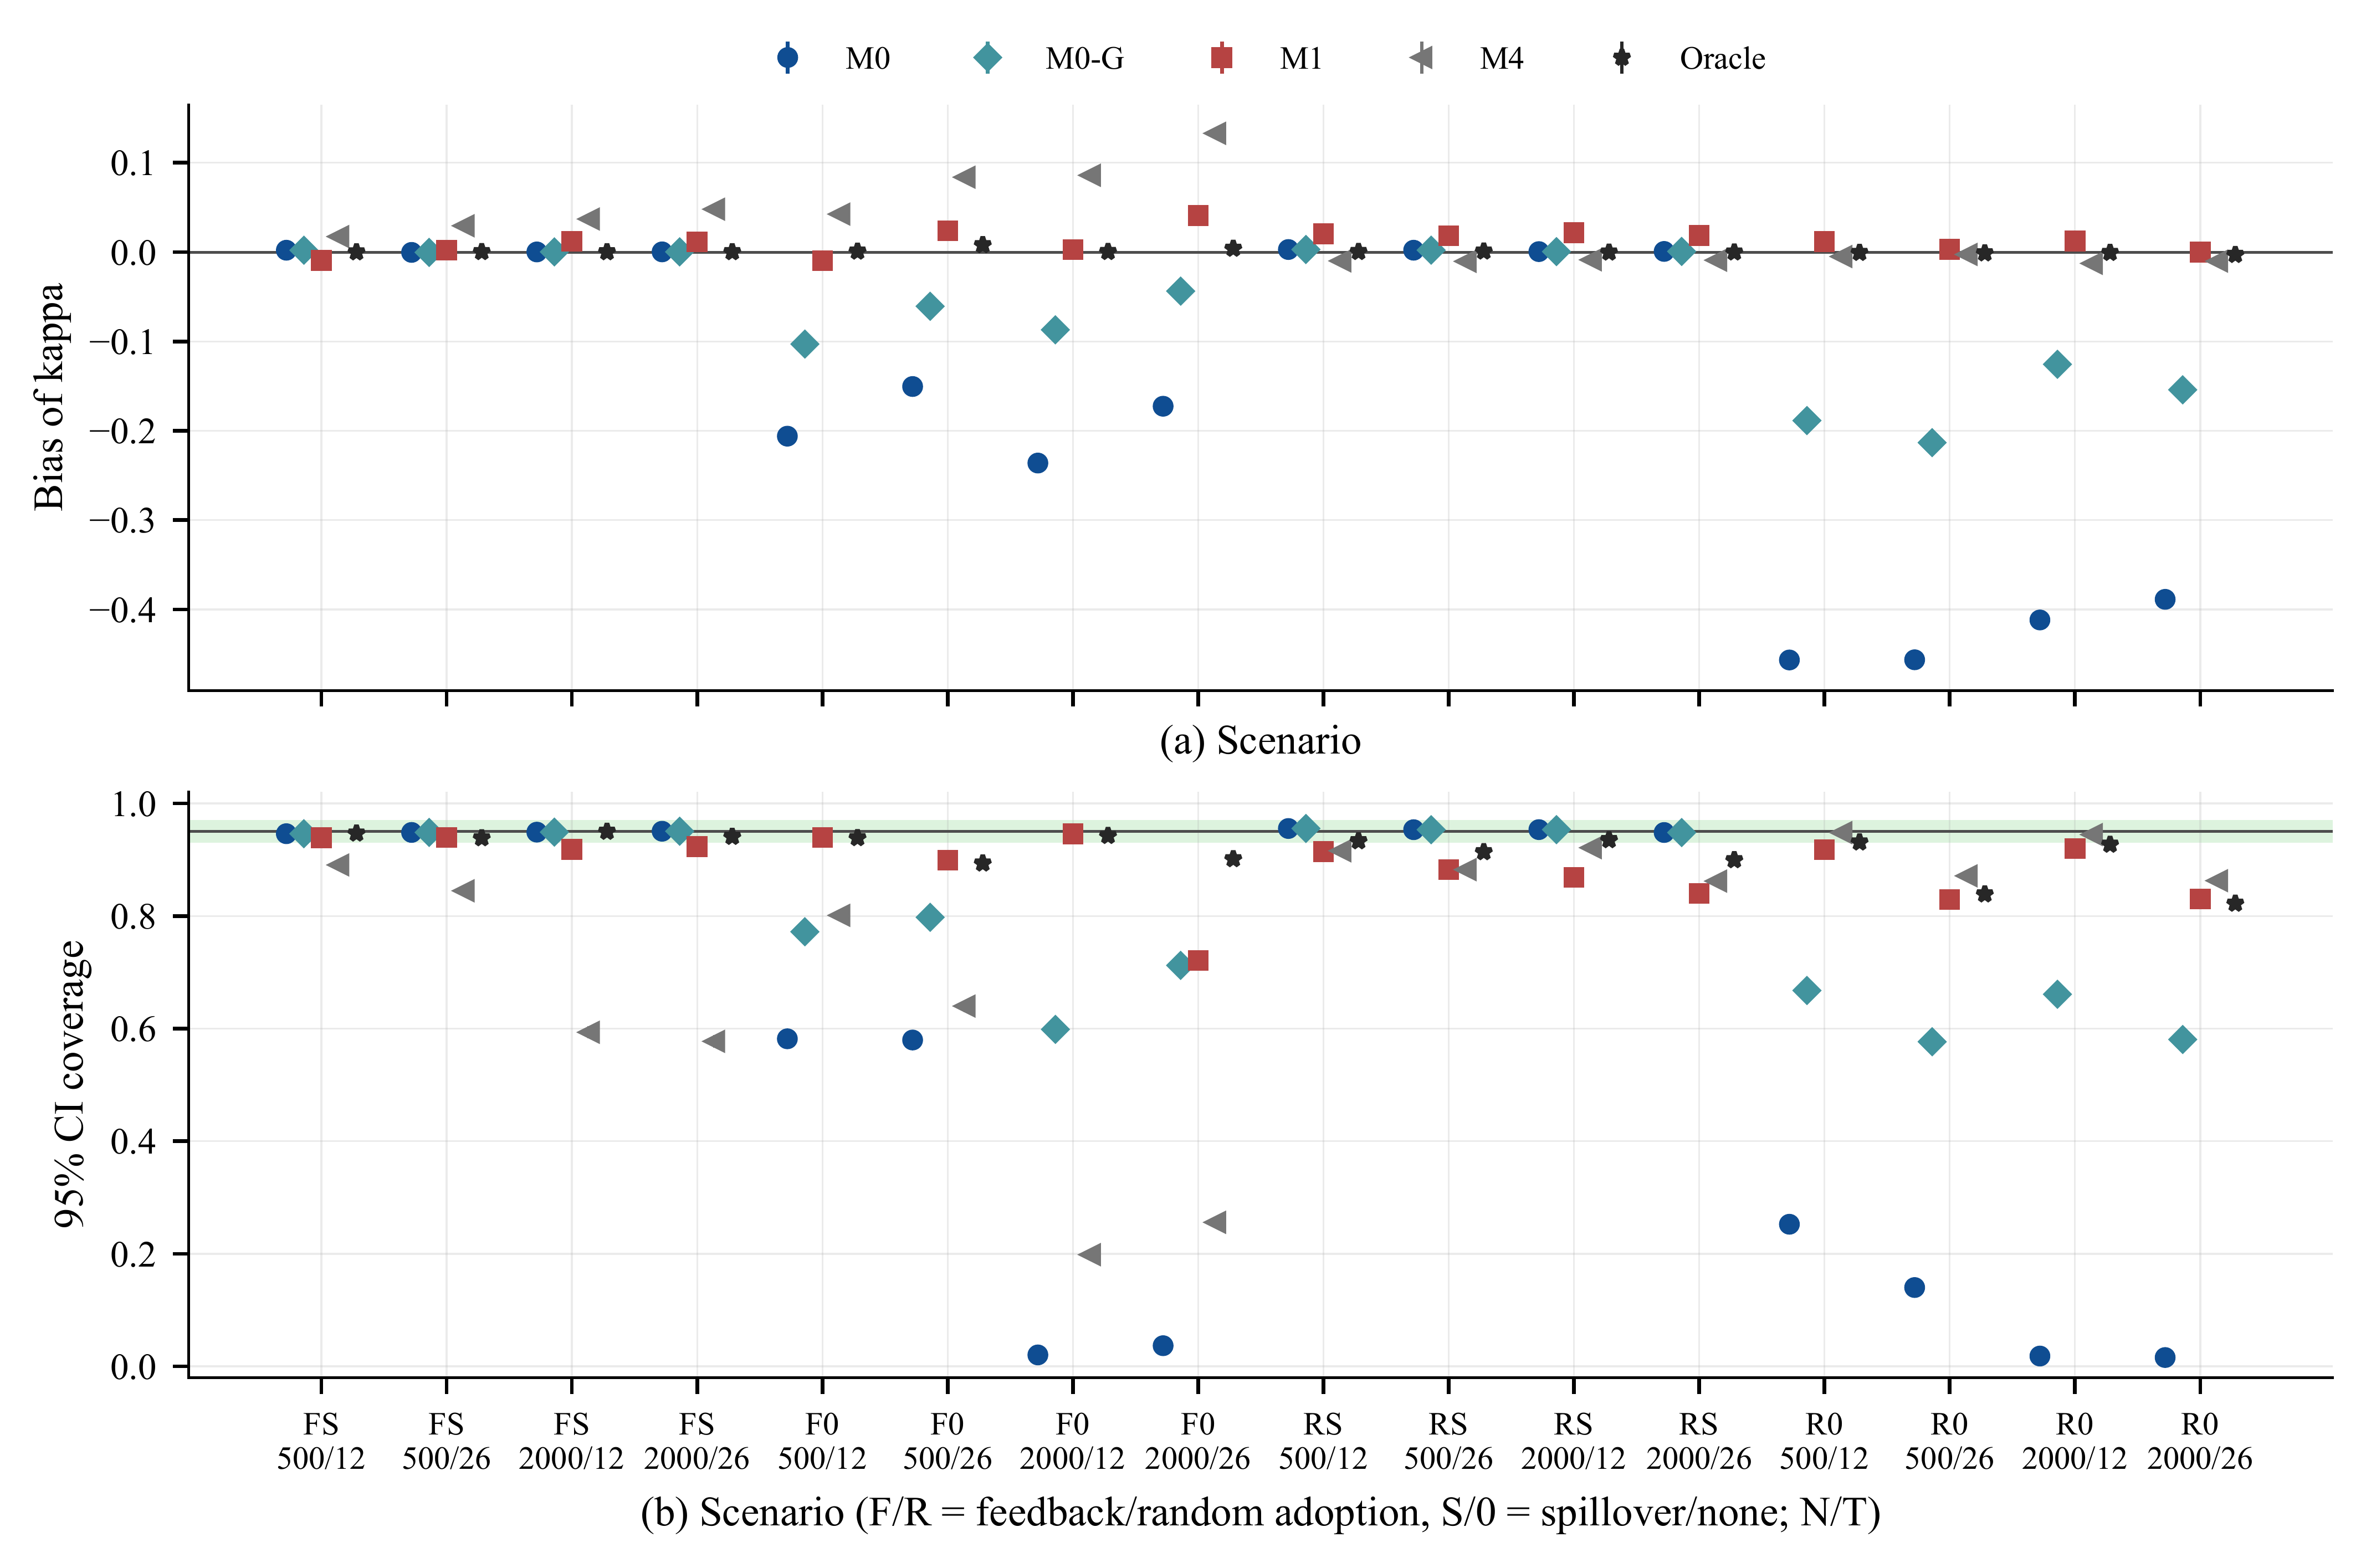 M0 M0-G M1 M4 Oracle
Bias of kappa
0.1
0.0
−0.1
−0.2
−0.3
−0.4
(a) Scenario
95% CI coverage
1.0
0.8
0.6
0.4
0.2
0.0
FS FS FS FS F0 F0 F0 F0 RS RS RS RS R0 R0 R0 R0
500/12 500/26 2000/12 2000/26 500/12 500/26 2000/12 2000/26 500/12 500/26 2000/12 2000/26 500/12 500/26 2000/12 2000/26
(b) Scenario (F/R = feedback/random adoption, S/0 = spillover/none; N/T)